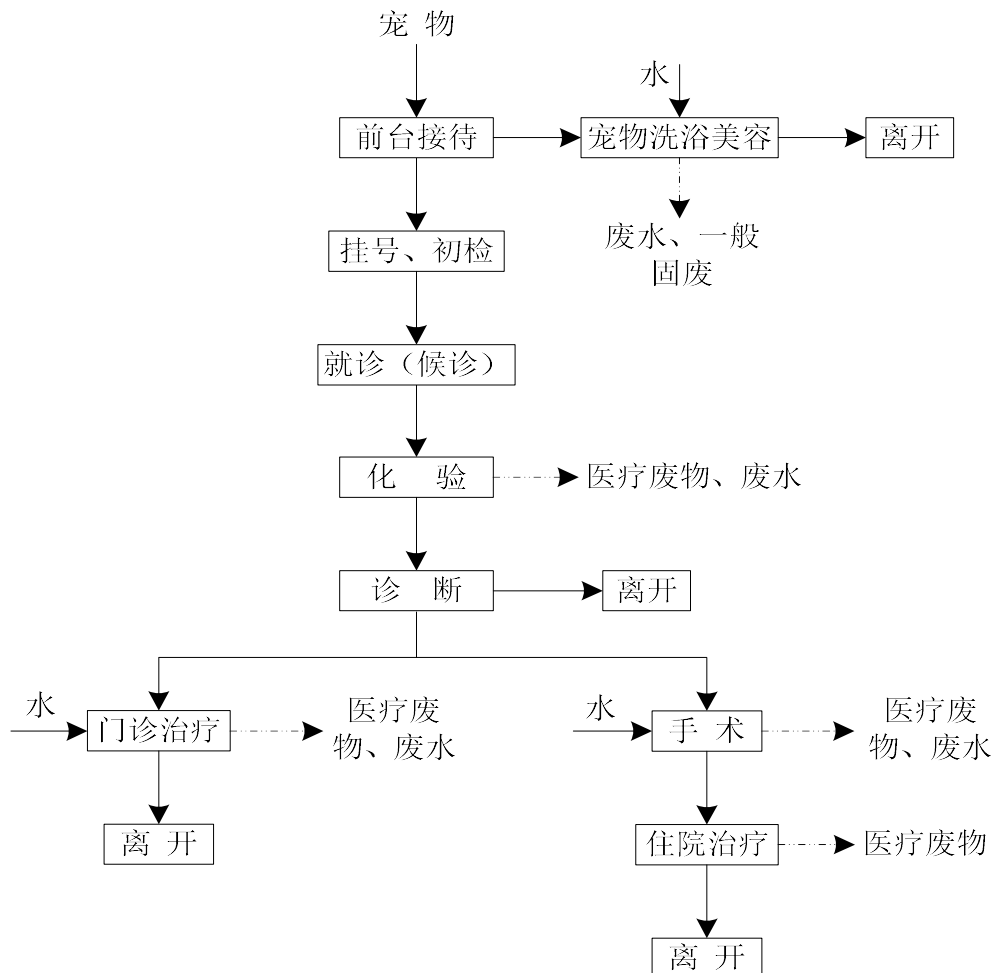 宠 物
水
前台接待
宠物洗浴美容
离开
废水、一般
固废
挂号、初检
就诊（候诊）
化 验
医疗废物、废水
诊 断
离开
水
门诊治疗
医疗废
物、废水
水
手 术
医疗废
物、废水
离 开
住院治疗
医疗废物
离 开